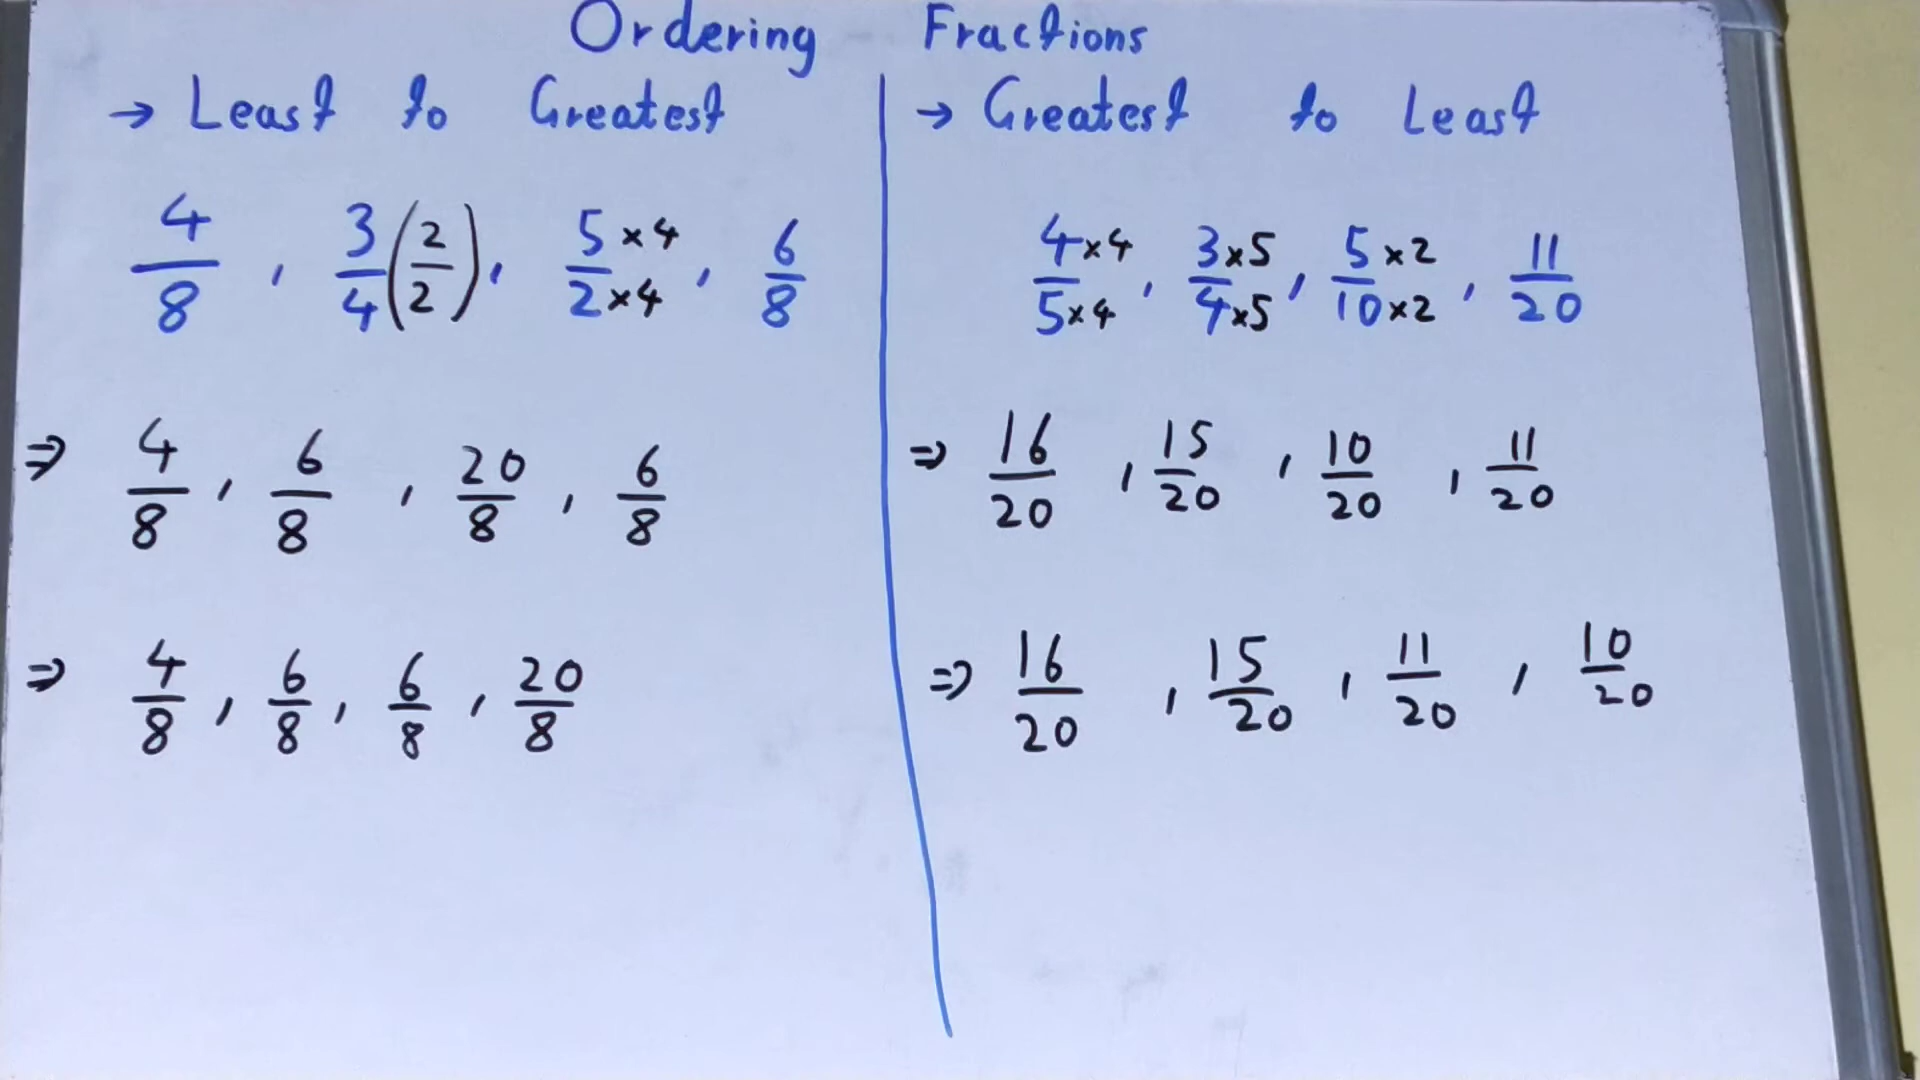 Ordering Fractions
→ Least to Greatest
4/8 , 3/4 (2/2) , 5×4/2×4 , 6/8
⇒ 4/8 , 6/8 , 20/8 , 6/8
⇒ 4/8 , 6/8 , 6/8 , 20/8
→ Greatest to Least
4×4/5×4 , 3×5/4×5 , 5×2/10×2 , 11/20
⇒ 16/20 , 15/20 , 10/20 , 11/20
⇒ 16/20 , 15/20 , 11/20 , 10/20